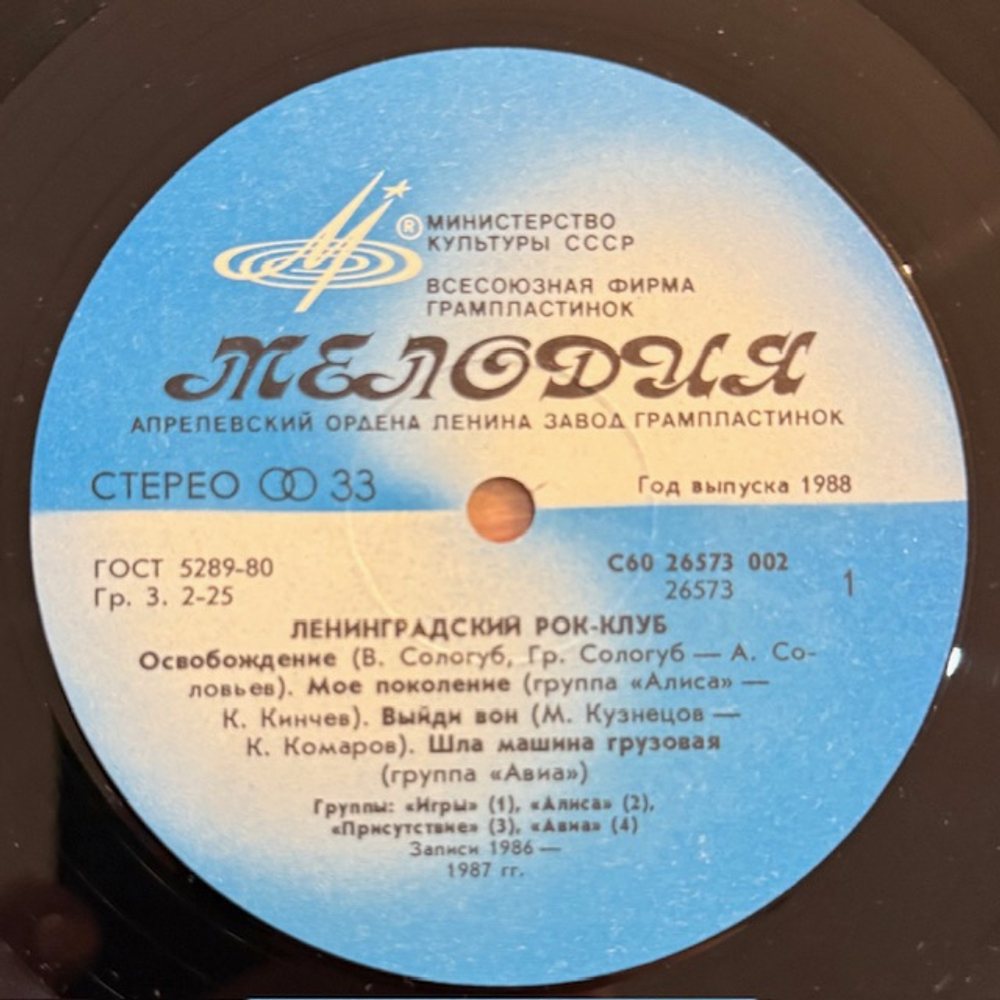 ® МИНИСТЕРСТВО
КУЛЬТУРЫ СССР
ВСЕСОЮЗНАЯ ФИРМА
ГРАМПЛАСТИНОК
МЕЛОДИЯ
АПРЕЛЕВСКИЙ ОРДЕНА ЛЕНИНА ЗАВОД ГРАМПЛАСТИНОК
СТЕРЕО 33
Год выпуска 1988
ГОСТ 5289-80
Гр. 3. 2-25
С60 26573 002
26573
1
ЛЕНИНГРАДСКИЙ РОК-КЛУБ
Освобождение (В. Сологуб, Гр. Сологуб — А. Со-
ловьев). Мое поколение (группа «Алиса» —
К. Кинчев). Выйди вон (М. Кузнецов —
К. Комаров). Шла машина грузовая
(группа «Авиа»)
Группы: «Игры» (1), «Алиса» (2),
«Присутствие» (3), «Авиа» (4)
Записи 1986 —
1987 гг.